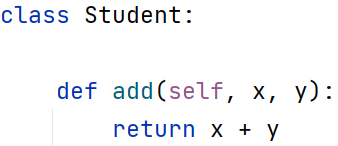 class Student:
    def add(self, x, y):
        return x + y